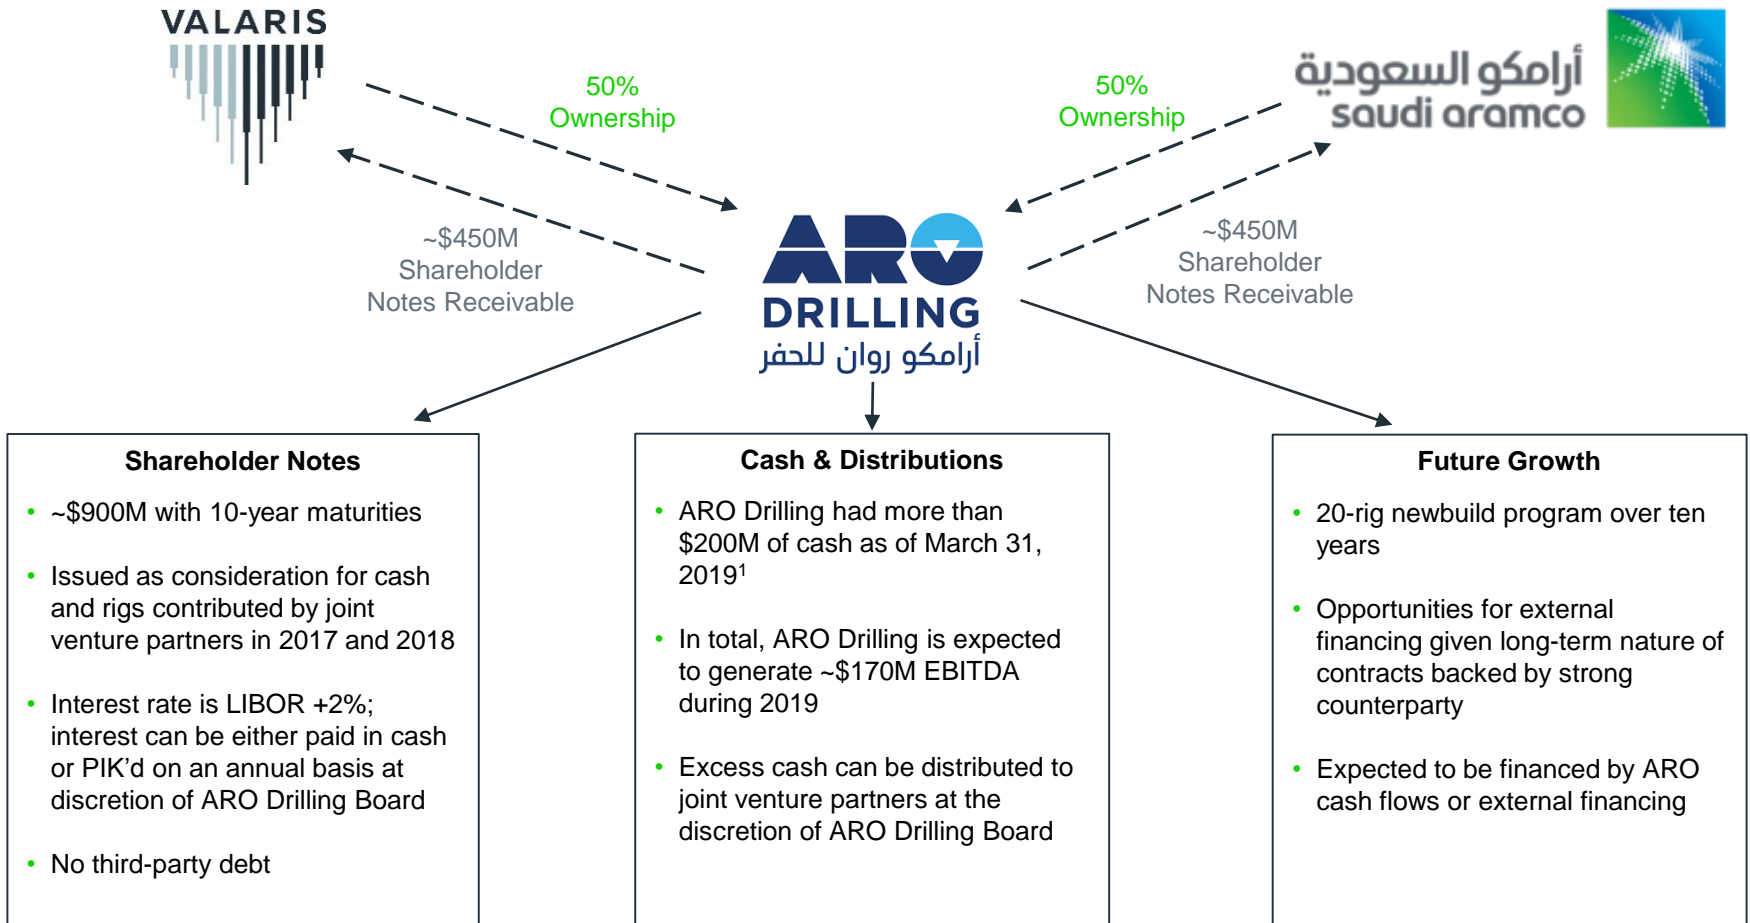 VALARIS
50%
Ownership
50%
Ownership
أرامكو السعودية
saudi aramco
~$450M
Shareholder
Notes Receivable
ARO
DRILLING
أرامكو روان للحفر
~$450M
Shareholder
Notes Receivable
Shareholder Notes
• ~$900M with 10-year maturities
• Issued as consideration for cash
and rigs contributed by joint
venture partners in 2017 and 2018
• Interest rate is LIBOR +2%;
interest can be either paid in cash
or PIK’d on an annual basis at
discretion of ARO Drilling Board
• No third-party debt
Cash & Distributions
• ARO Drilling had more than
$200M of cash as of March 31,
2019¹
• In total, ARO Drilling is expected
to generate ~$170M EBITDA
during 2019
• Excess cash can be distributed to
joint venture partners at the
discretion of ARO Drilling Board
Future Growth
• 20-rig newbuild program over ten
years
• Opportunities for external
financing given long-term nature of
contracts backed by strong
counterparty
• Expected to be financed by ARO
cash flows or external financing